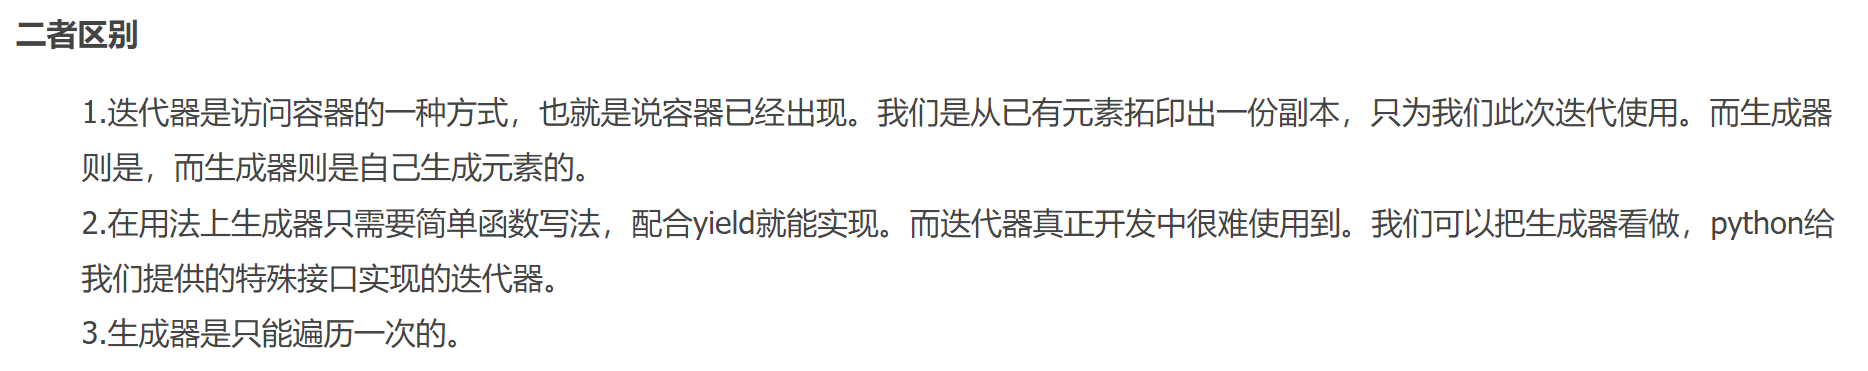 二者区别
1.迭代器是访问容器的一种方式，也就是说容器已经出现。我们是从已有元素拓印出一份副本，只为我们此次迭代使用。而生成器
则是，而生成器则是自己生成元素的。
2.在用法上生成器只需要简单函数写法，配合yield就能实现。而迭代器真正开发中很难使用到。我们可以把生成器看做，python给
我们提供的特殊接口实现的迭代器。
3.生成器是只能遍历一次的。